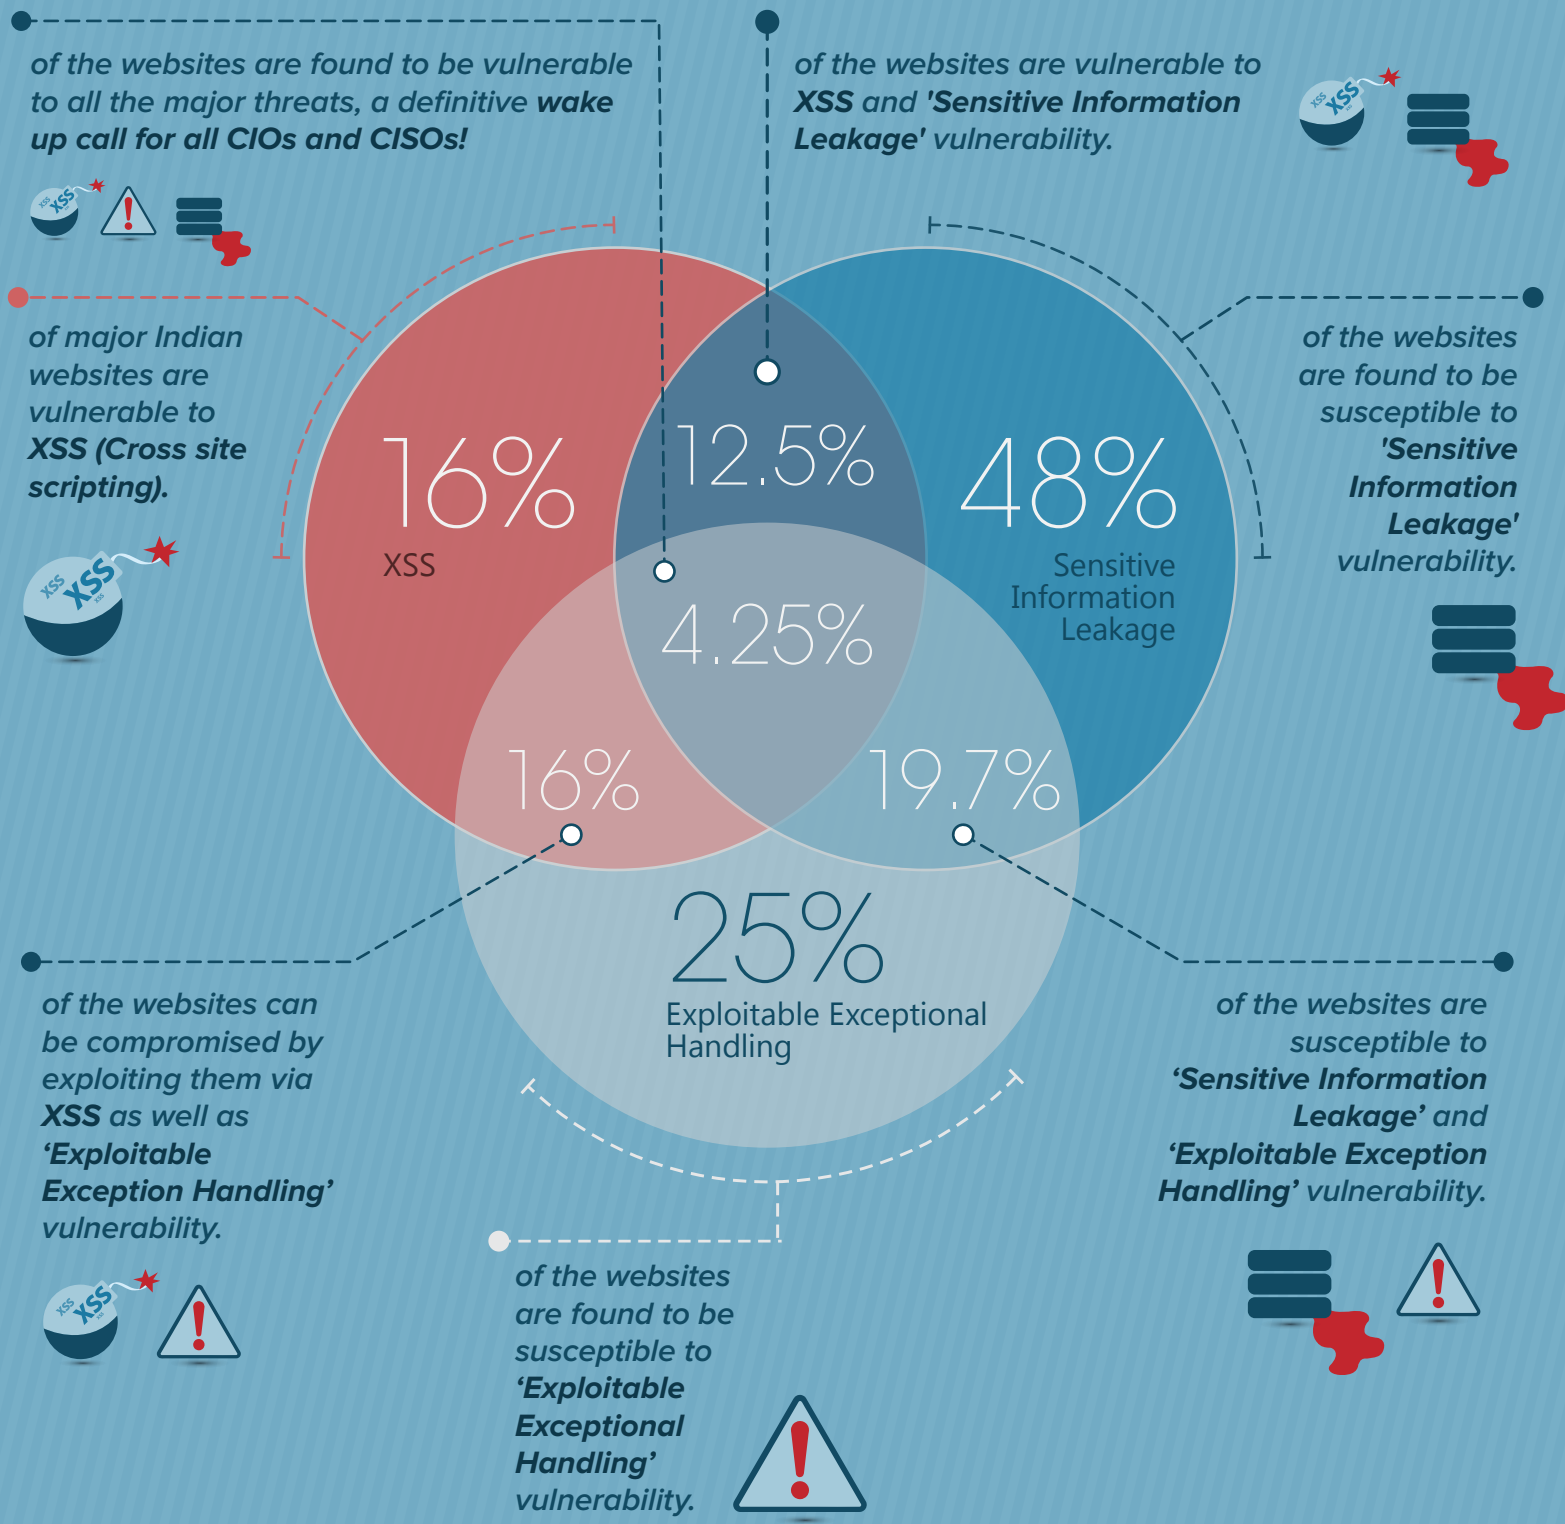 of the websites are found to be vulnerable
to all the major threats, a definitive wake
up call for all CIOs and CISOs!
XSS
XSS
of the websites are vulnerable to
XSS and 'Sensitive Information
Leakage' vulnerability.
XSS
XSS
of major Indian
websites are
vulnerable to
XSS (Cross site
scripting).
XSS
XSS
XSS
16%
XSS
12.5%
48%
Sensitive
Information
Leakage
4.25%
16%
19.7%
25%
Exploitable Exceptional
Handling
of the websites
are found to be
susceptible to
'Sensitive
Information
Leakage'
vulnerability.
of the websites can
be compromised by
exploiting them via
XSS as well as
‘Exploitable
Exception Handling’
vulnerability.
XSS
XSS
of the websites
are found to be
susceptible to
‘Exploitable
Exceptional
Handling’
vulnerability.
of the websites are
susceptible to
‘Sensitive Information
Leakage’ and
‘Exploitable Exception
Handling’ vulnerability.